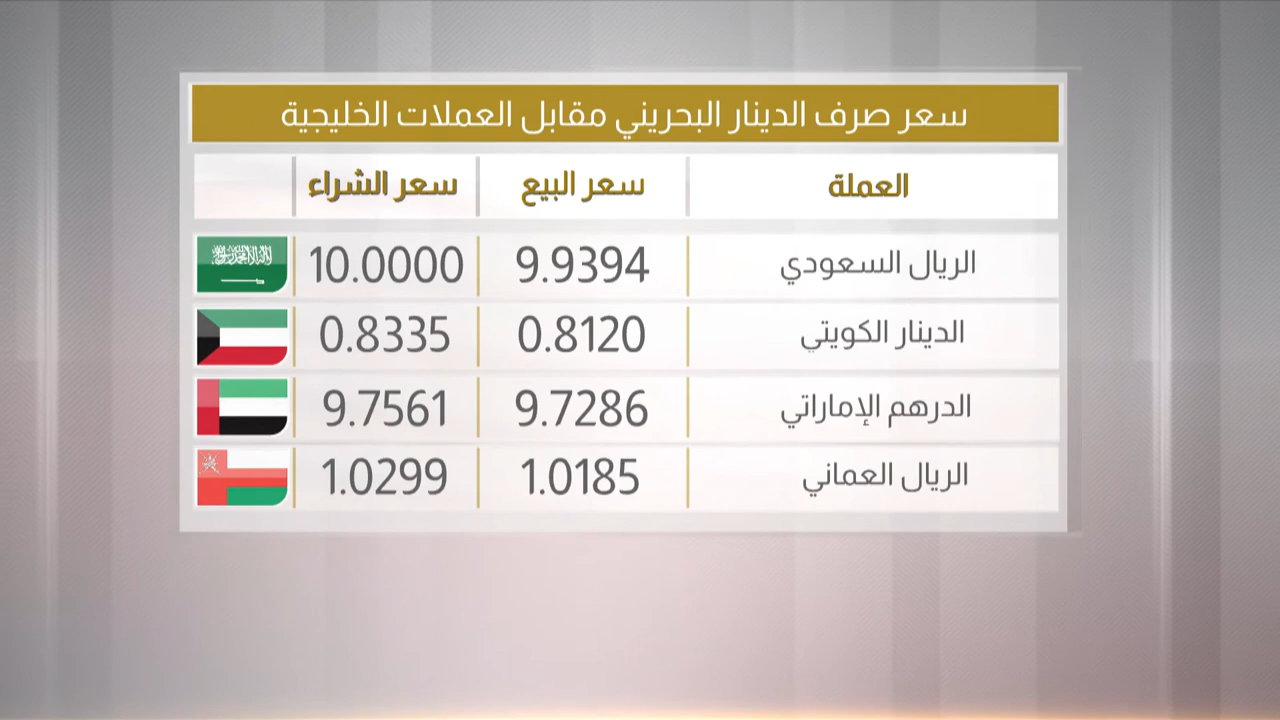 سعر صرف الدينار البحريني مقابل العملات الخليجية
العملة سعر البيع سعر الشراء
الريال السعودي 9.9394 10.0000
الدينار الكويتي 0.8120 0.8335
الدرهم الإماراتي 9.7286 9.7561
الريال العماني 1.0185 1.0299